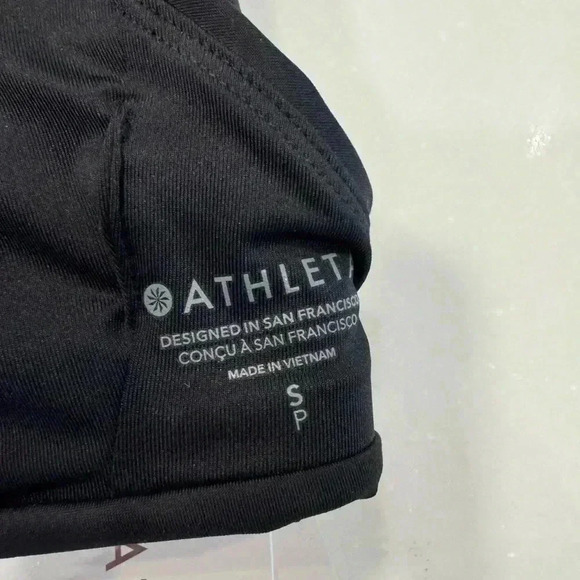 ATHLETA
DESIGNED IN SAN FRANCISCO
CONÇU À SAN FRANCISCO
MADE IN VIETNAM
S
P
A